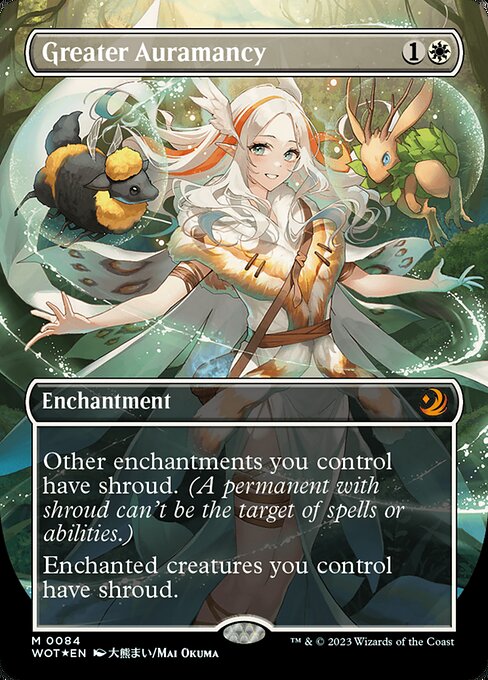 Greater Auramancy 1
Enchantment
Other enchantments you control
have shroud. (A permanent with
shroud can't be the target of spells or
abilities.)
Enchanted creatures you control
have shroud.
M 0084
WOT★EN 大熊まい/Mai Okuma
™ & © 2023 Wizards of the Coast